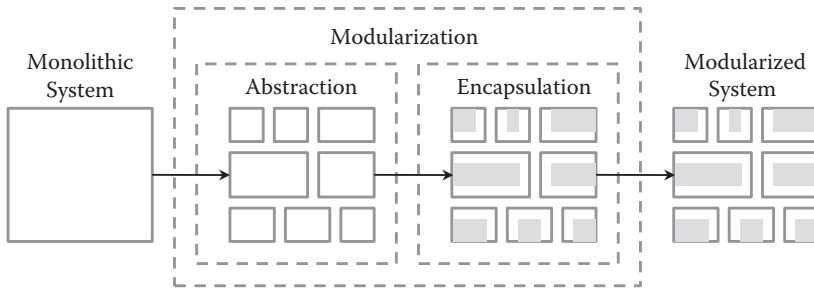 Modularization
Monolithic
System
Abstraction
Encapsulation
Modularized
System